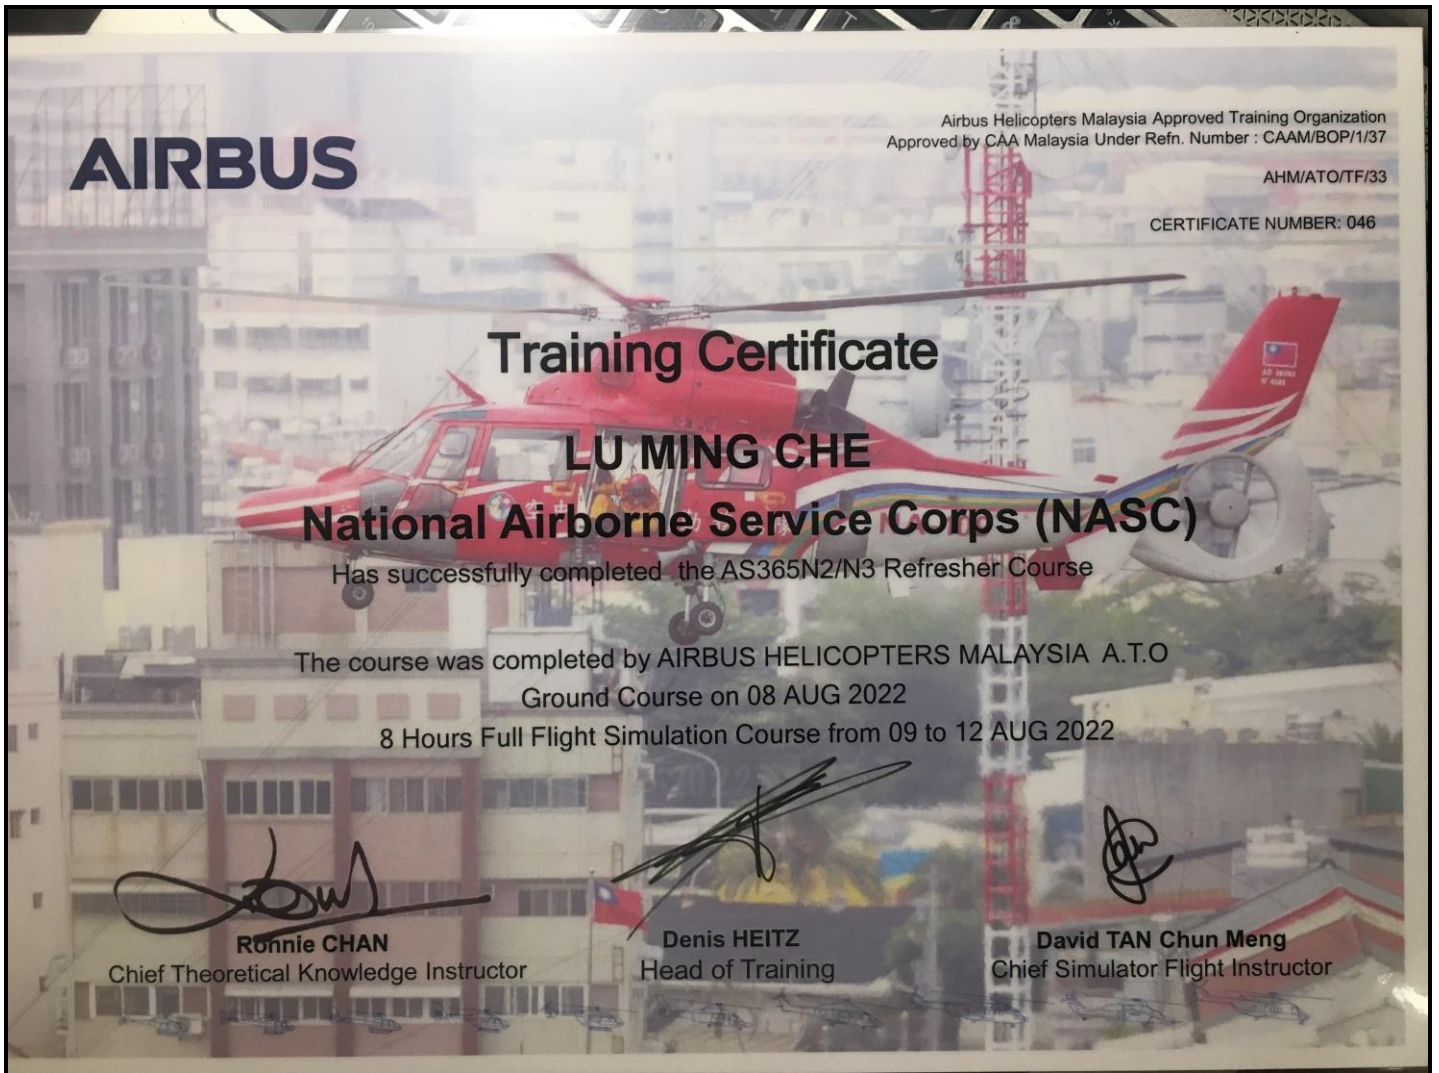 AIRBUS
Airbus Helicopters Malaysia Approved Training Organization
Approved by CAA Malaysia Under Refn. Number : CAAM/BOP/1/37
AHM/ATO/TF/33
CERTIFICATE NUMBER: 046
Training Certificate
LU MING CHE
National Airborne Service Corps (NASC)
Has successfully completed the AS365N2/N3 Refresher Course
The course was completed by AIRBUS HELICOPTERS MALAYSIA A.T.O
Ground Course on 08 AUG 2022
8 Hours Full Flight Simulation Course from 09 to 12 AUG 2022
Ronnie CHAN
Chief Theoretical Knowledge Instructor
Denis HEITZ
Head of Training
David TAN Chun Meng
Chief Simulator Flight Instructor